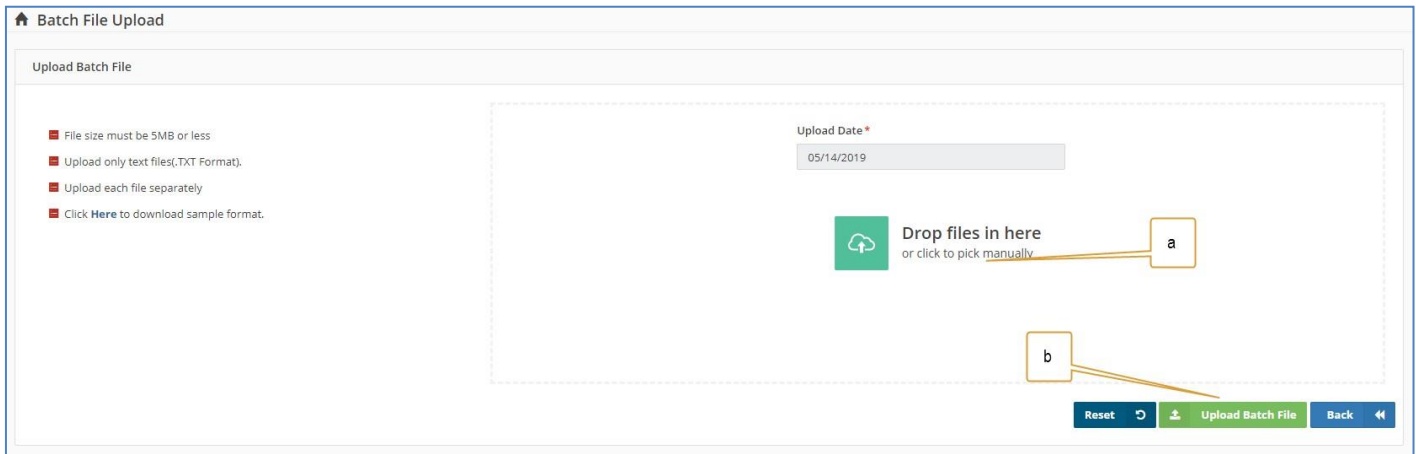 Batch File Upload
Upload Batch File
File size must be 5MB or less
Upload only text files(.TXT Format).
Upload each file separately
Click Here to download sample format.
Upload Date*
05/14/2019
Drop files in here
or click to pick manually
a
b
Reset
Upload Batch File
Back